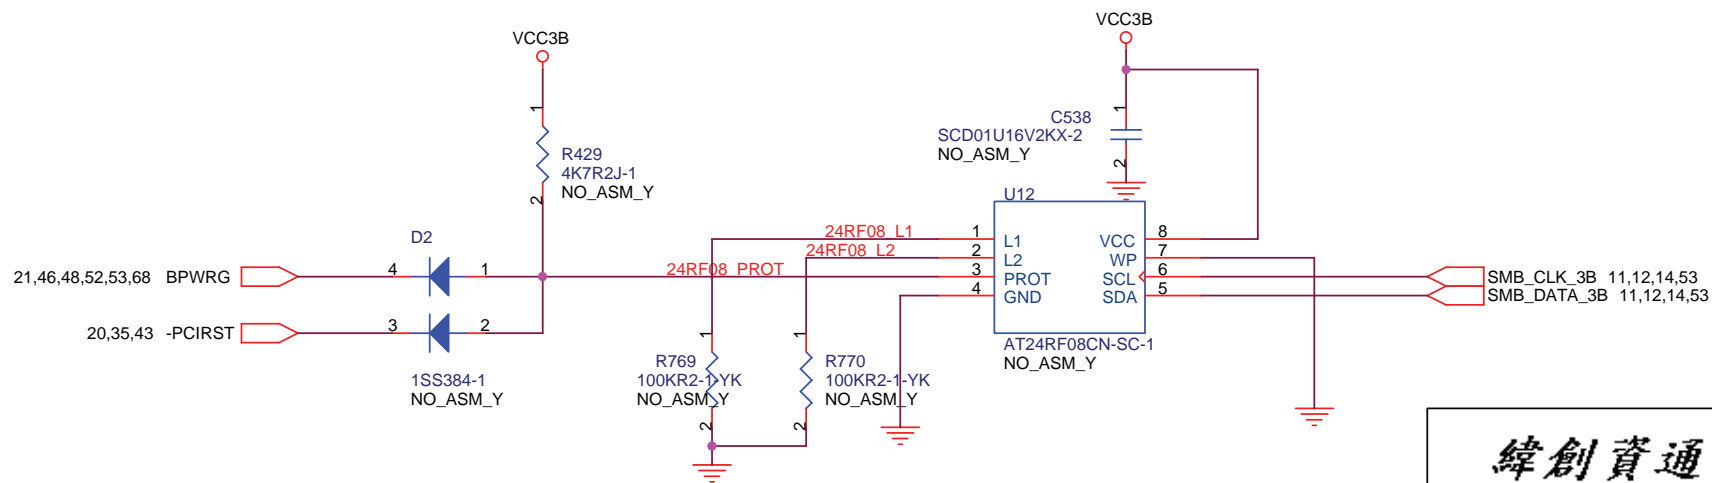 VCC3B
VCC3B
1
R429
4K7R2J-1
NO_ASM_Y
2
1
C538
SCD01U16V2KX-2
NO_ASM_Y
2
D2
21,46,48,52,53,68 BPWRG
4
1
20,35,43 -PCIRST
3
2
1SS384-1
NO_ASM_Y
24RF08_L1
24RF08_L2
24RF08_PROT
U12
1 L1
2 L2
3 PROT
4 GND
VCC 8
WP 7
SCL 6
SDA 5
AT24RF08CN-SC-1
NO_ASM_Y
SMB_CLK_3B 11,12,14,53
SMB_DATA_3B 11,12,14,53
1
R769
100KR2-1-YK
NO_ASM_Y
2
1
R770
100KR2-1-YK
NO_ASM_Y
2
緯創資通